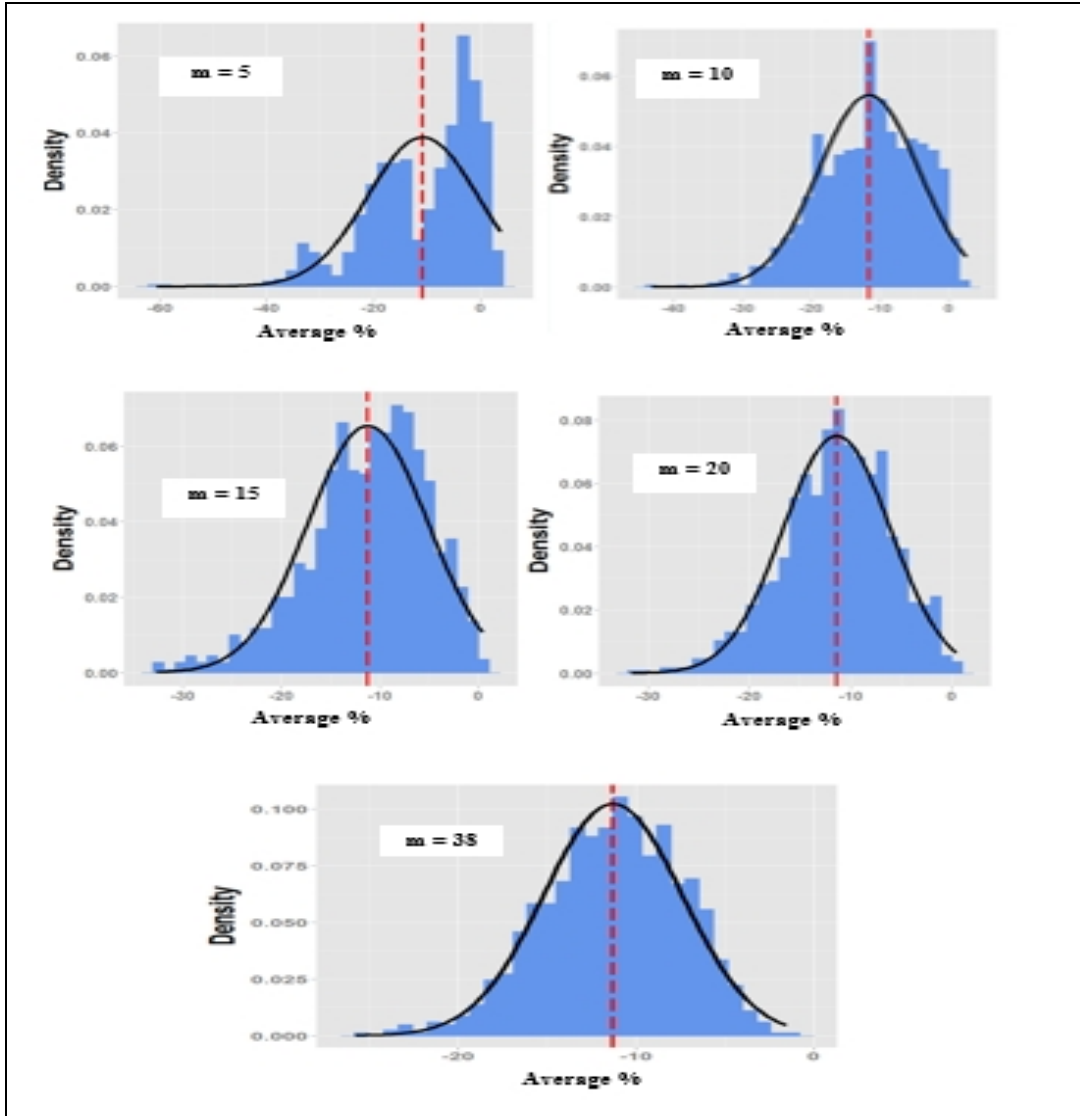 m = 5
0.06
0.04
0.02
0.00
Density
-60 -40 -20 0
Average %
m = 10
0.06
0.04
0.02
0.00
Density
-40 -30 -20 -10 0
Average %
m = 15
0.06
0.04
0.02
0.00
Density
-30 -20 -10 0
Average %
m = 20
0.08
0.06
0.04
0.02
0.00
Density
-30 -20 -10 0
Average %
m = 38
0.100
0.075
0.050
0.025
0.000
Density
-20 -10 0
Average %